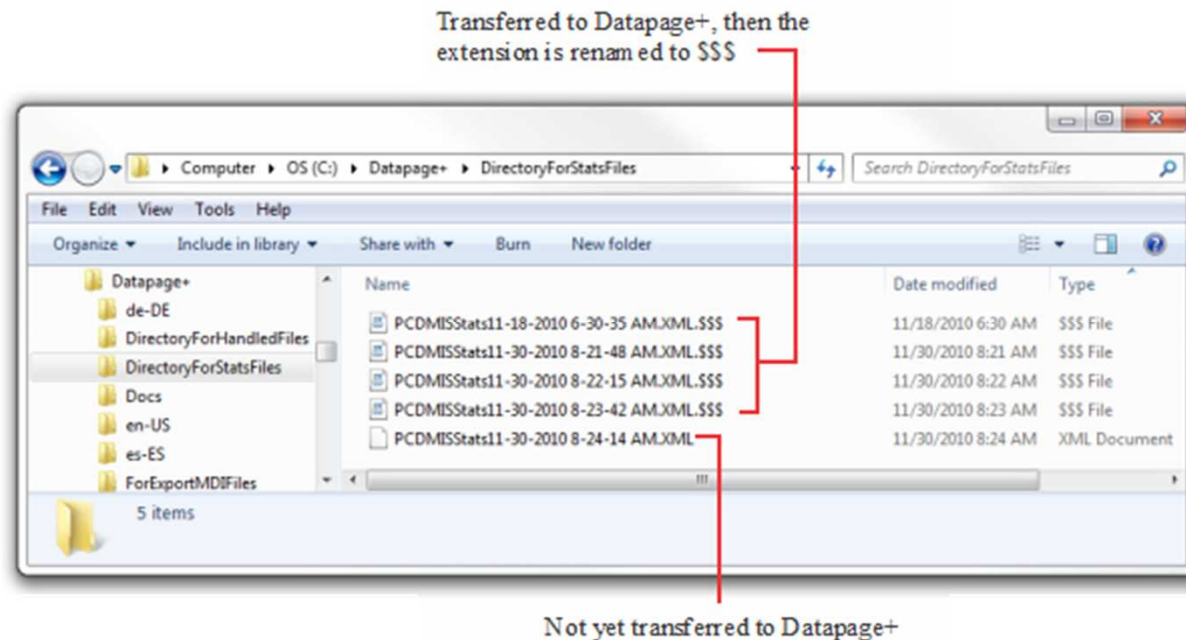 Transferred to Datapage+, then the
extension is renamed to $$$
Computer OS (C:) Datapage+ DirectoryForStatsFiles Search DirectoryForStatsFiles
File Edit View Tools Help
Organize Include in library Share with Burn New folder
Datapage+
de-DE
DirectoryForHandledFiles
DirectoryForStatsFiles
Docs
en-US
es-ES
ForExportMDIFiles
Name Date modified Type
PCDMISStats11-18-2010 6-30-35 AM.XML.$$$ 11/18/2010 6:30 AM $$$ File
PCDMISStats11-30-2010 8-21-48 AM.XML.$$$ 11/30/2010 8:21 AM $$$ File
PCDMISStats11-30-2010 8-22-15 AM.XML.$$$ 11/30/2010 8:22 AM $$$ File
PCDMISStats11-30-2010 8-23-42 AM.XML.$$$ 11/30/2010 8:23 AM $$$ File
PCDMISStats11-30-2010 8-24-14 AM.XML 11/30/2010 8:24 AM XML Document
5 items
Not yet transferred to Datapage+